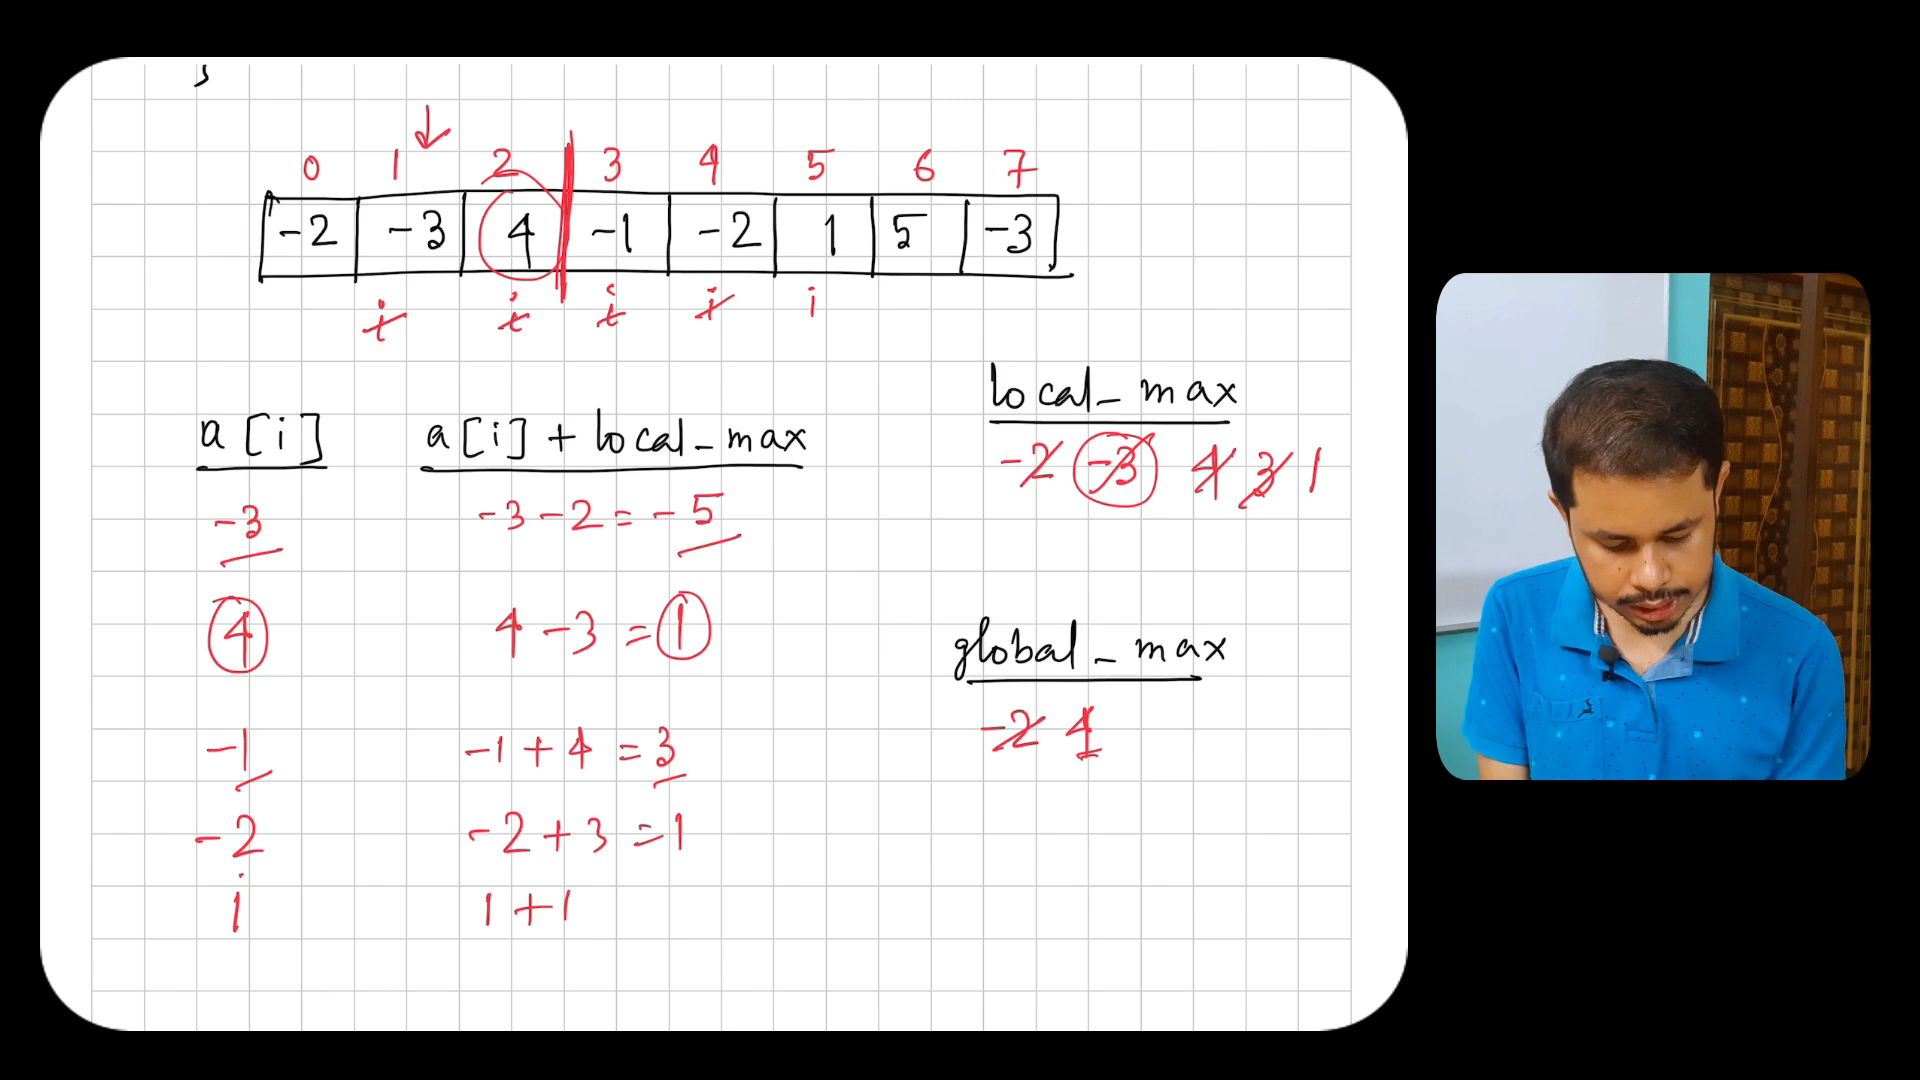 0 1 2 3 4 5 6 7
-2 -3 4 -1 -2 1 5 -3
i i i i i
local_max
-2 -3 4 3 1
a[i] a[i] + local_max
-3 -3-2=-5
4 4-3=1
-1 -1+4=3
-2 -2+3=1
1 1+1
global_max
-2 4